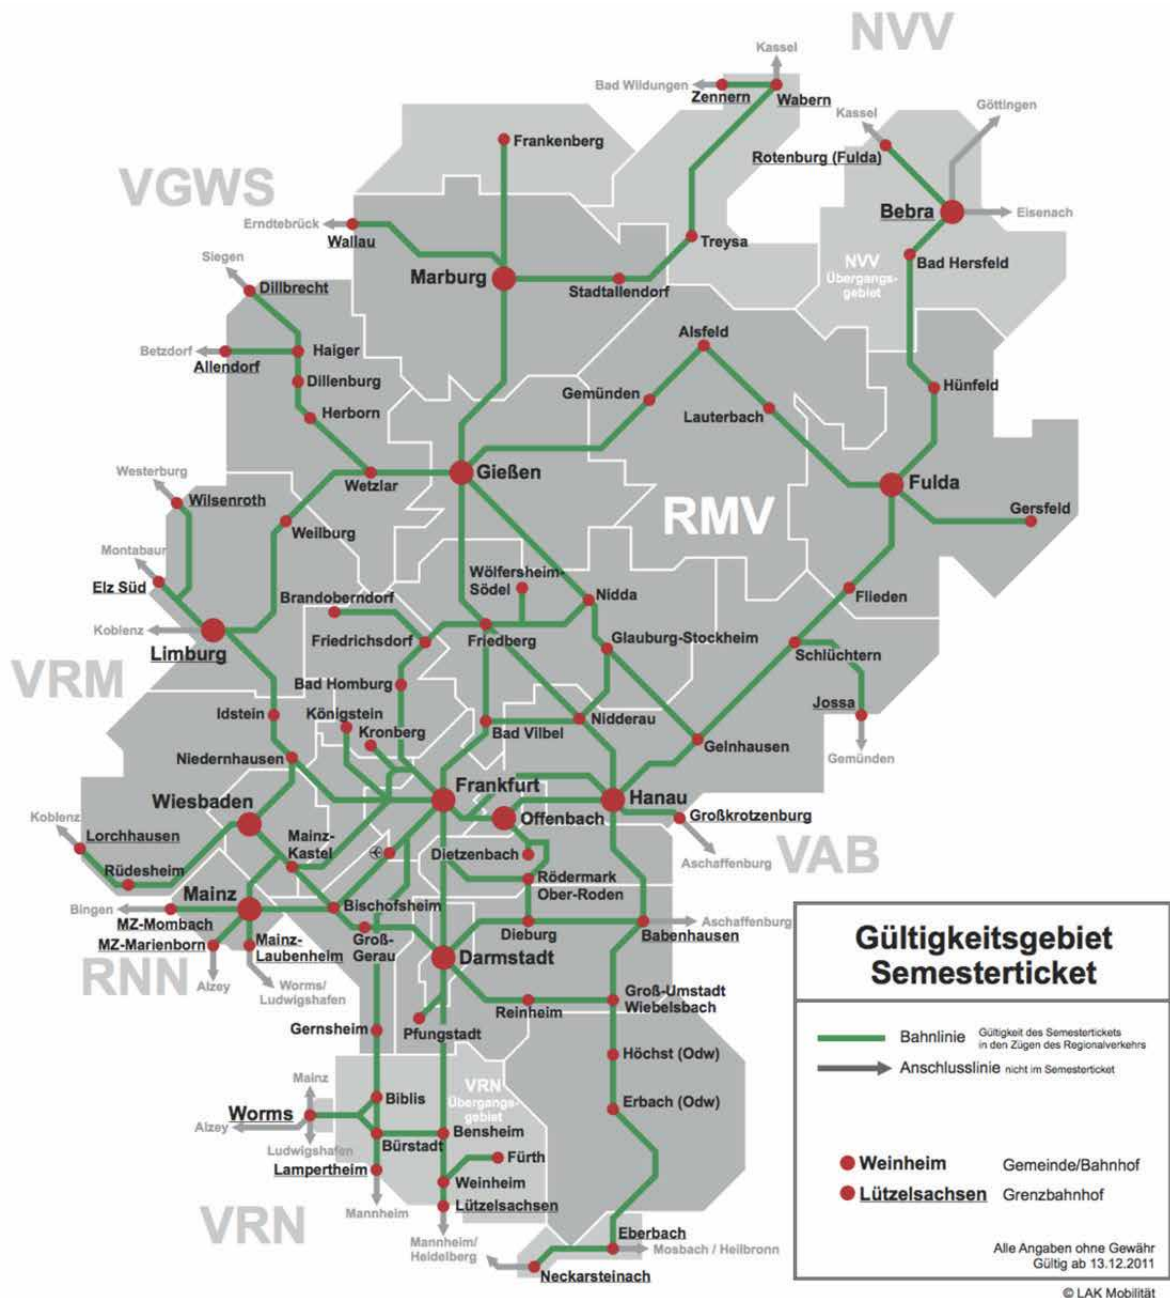 NVV
Kassel
Bad Wildungen
Zennern
Wabern
Kassel
Göttingen
Rotenburg (Fulda)
Frankenberg
VGWS
Erndtebrück
Wallau
Bebra
Eisenach
Treysa
NVV
Übergangs-
gebiet
Bad Hersfeld
Siegen
Marburg
Stadtallendorf
Dillbrecht
Alsfeld
Betzdorf
Allendorf
Haiger
Dillenburg
Gemünden
Hünfeld
Herborn
Lauterbach
Westerburg
Wetzlar
Gießen
Fulda
Wilsenroth
RMV
Gersfeld
Weilburg
Montabaur
Elz Süd
Wölfersheim-
Södel
Nidda
Flieden
Brandoberndorf
Koblenz
Limburg
Friedrichsdorf
Friedberg
Glauburg-Stockheim
Schlüchtern
VRM
Bad Homburg
Jossa
Idstein
Königstein
Kronberg
Bad Vilbel
Nidderau
Gelnhausen
Gemünden
Niedernhausen
Frankfurt
Hanau
Wiesbaden
Offenbach
Großkrotzenburg
Koblenz
Lorchhausen
Mainz-
Kastel
Dietzenbach
Aschaffenburg
VAB
Rüdesheim
Rödermark
Ober-Roden
Mainz
Bischofsheim
Bingen
MZ-Mombach
Aschaffenburg
MZ-Marienborn
Mainz-
Laubenheim
Groß-
Gerau
Dieburg
Babenhausen
RNN
Alzey
Worms/
Ludwigshafen
Darmstadt
Reinheim
Groß-Umstadt
Wiebelsbach
Gernsheim
Pfungstadt
Höchst (Odw)
Mainz
VRN
Übergangs-
gebiet
Biblis
Erbach (Odw)
Worms
Alzey
Ludwigshafen
Bürstadt
Bensheim
Lampertheim
Fürth
Weinheim
Lützelsachsen
VRN
Mannheim
Mannheim/
Heidelberg
Eberbach
Mosbach / Heilbronn
Neckarsteinach
Gültigkeitsgebiet
Semesterticket
Bahnlinie Gültigkeit des Semestertickets
in den Zügen des Regionalverkehrs
Anschlusslinie nicht im Semesterticket
Weinheim Gemeinde/Bahnhof
Lützelsachsen Grenzbahnhof
Alle Angaben ohne Gewähr
Gültig ab 13.12.2011
© LAK Mobilität